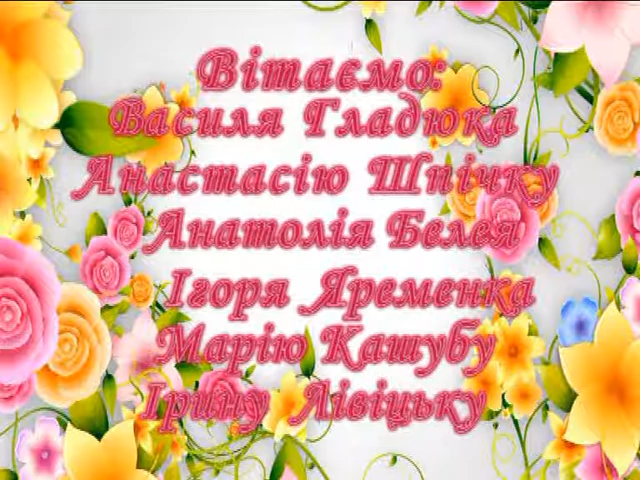 Вітаємо:
Василя Гладюка
Анастасію Шпічку
Анатолія Белея
Ігоря Яременка
Марію Кашубу
Ірину Лівіцьку